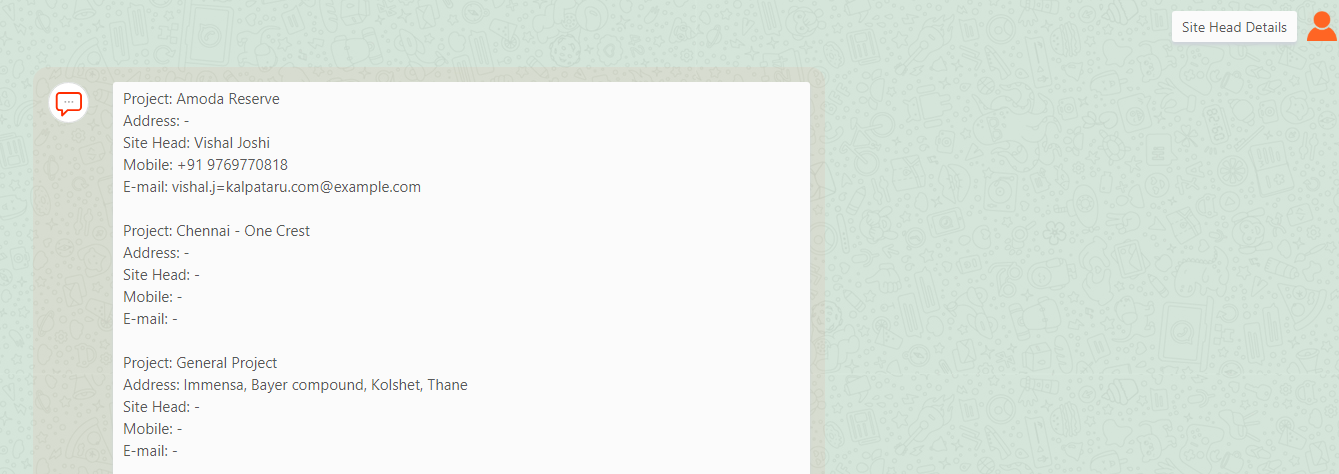 Site Head Details
Project: Amoda Reserve
Address: -
Site Head: Vishal Joshi
Mobile: +91 9769770818
E-mail: vishal.j=kalpataru.com@example.com
Project: Chennai - One Crest
Address: -
Site Head: -
Mobile: -
E-mail: -
Project: General Project
Address: Immensa, Bayer compound, Kolshet, Thane
Site Head: -
Mobile: -
E-mail: -